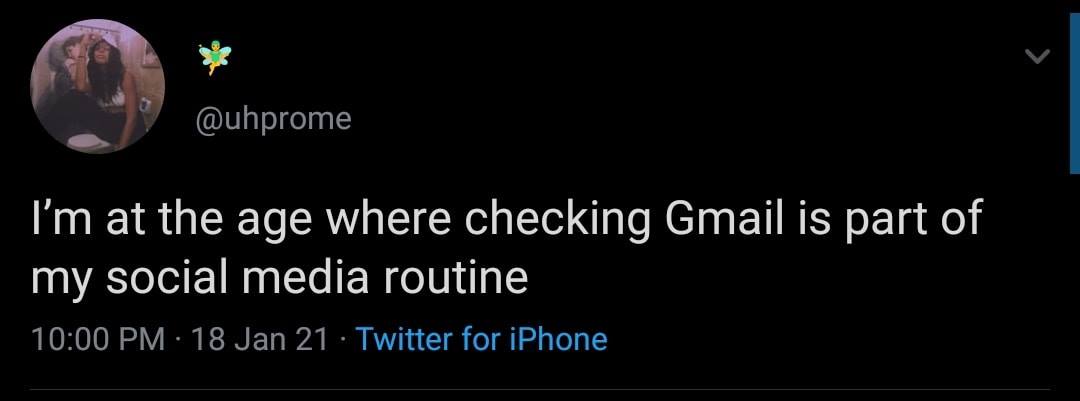 @uhprome
I’m at the age where checking Gmail is part of
my social media routine
10:00 PM · 18 Jan 21 · Twitter for iPhone